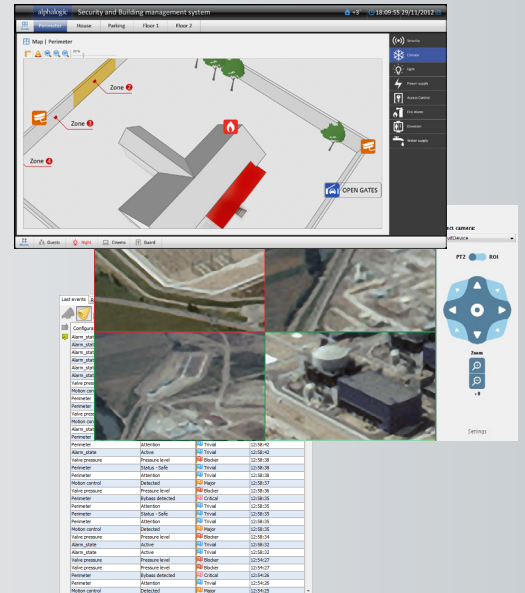 alphalogic Security and Building management system +3° 18:09:55 29/11/2012
Perimeter House Parking Floor 1 Floor 2
Map | Perimeter
Security
Climate
Light
Power supply
Access Control
Fire Alarm
Elevator
Water supply
Zone 2
Zone 3
Zone 4
OPEN GATES
Guests Night Cinema Guard
PTZ ROI
Zoom
Settings
Last events
Perimeter Attention Trivial 12:58:42
Alarm_state Active Trivial 12:58:42
Valve pressure Pressure level Blocker 12:58:38
Perimeter Status - Safe Trivial 12:58:38
Perimeter Attention Trivial 12:58:38
Motion control Detected Major 12:58:37
Valve pressure Pressure level Blocker 12:58:36
Perimeter Bybass detected Critical 12:58:35
Perimeter Attention Trivial 12:58:35
Perimeter Status - Safe Trivial 12:58:35
Perimeter Attention Trivial 12:58:35
Motion control Detected Major 12:58:35
Valve pressure Pressure level Blocker 12:58:34
Alarm_state Active Trivial 12:58:32
Alarm_state Active Trivial 12:58:32
Valve pressure Pressure level Blocker 12:54:27
Valve pressure Pressure level Blocker 12:54:27
Perimeter Bybass detected Critical 12:54:26
Perimeter Attention Trivial 12:54:26
Motion control Detected Major 12:54:25